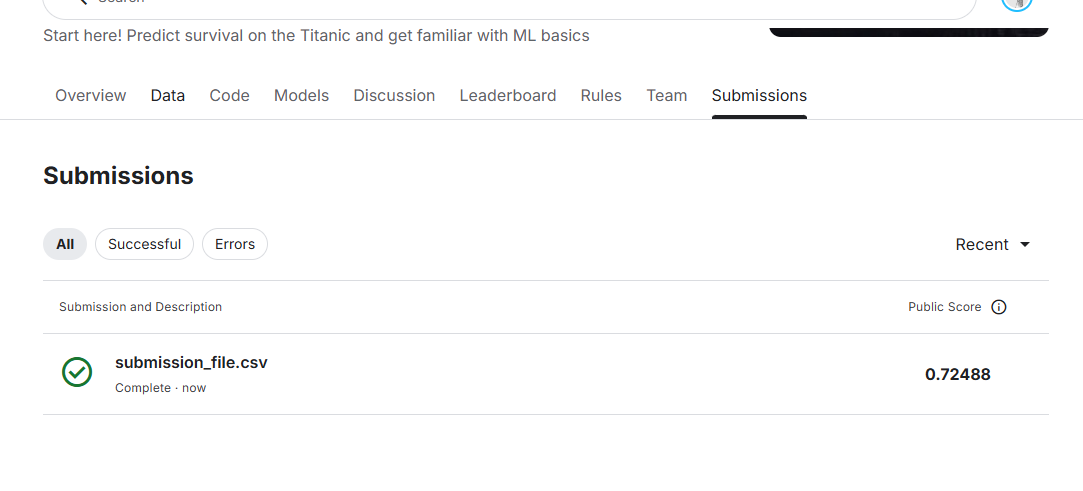 Search
Start here! Predict survival on the Titanic and get familiar with ML basics
Overview Data Code Models Discussion Leaderboard Rules Team Submissions
Submissions
All Successful Errors Recent
Submission and Description Public Score
submission_file.csv
Complete · now
0.72488